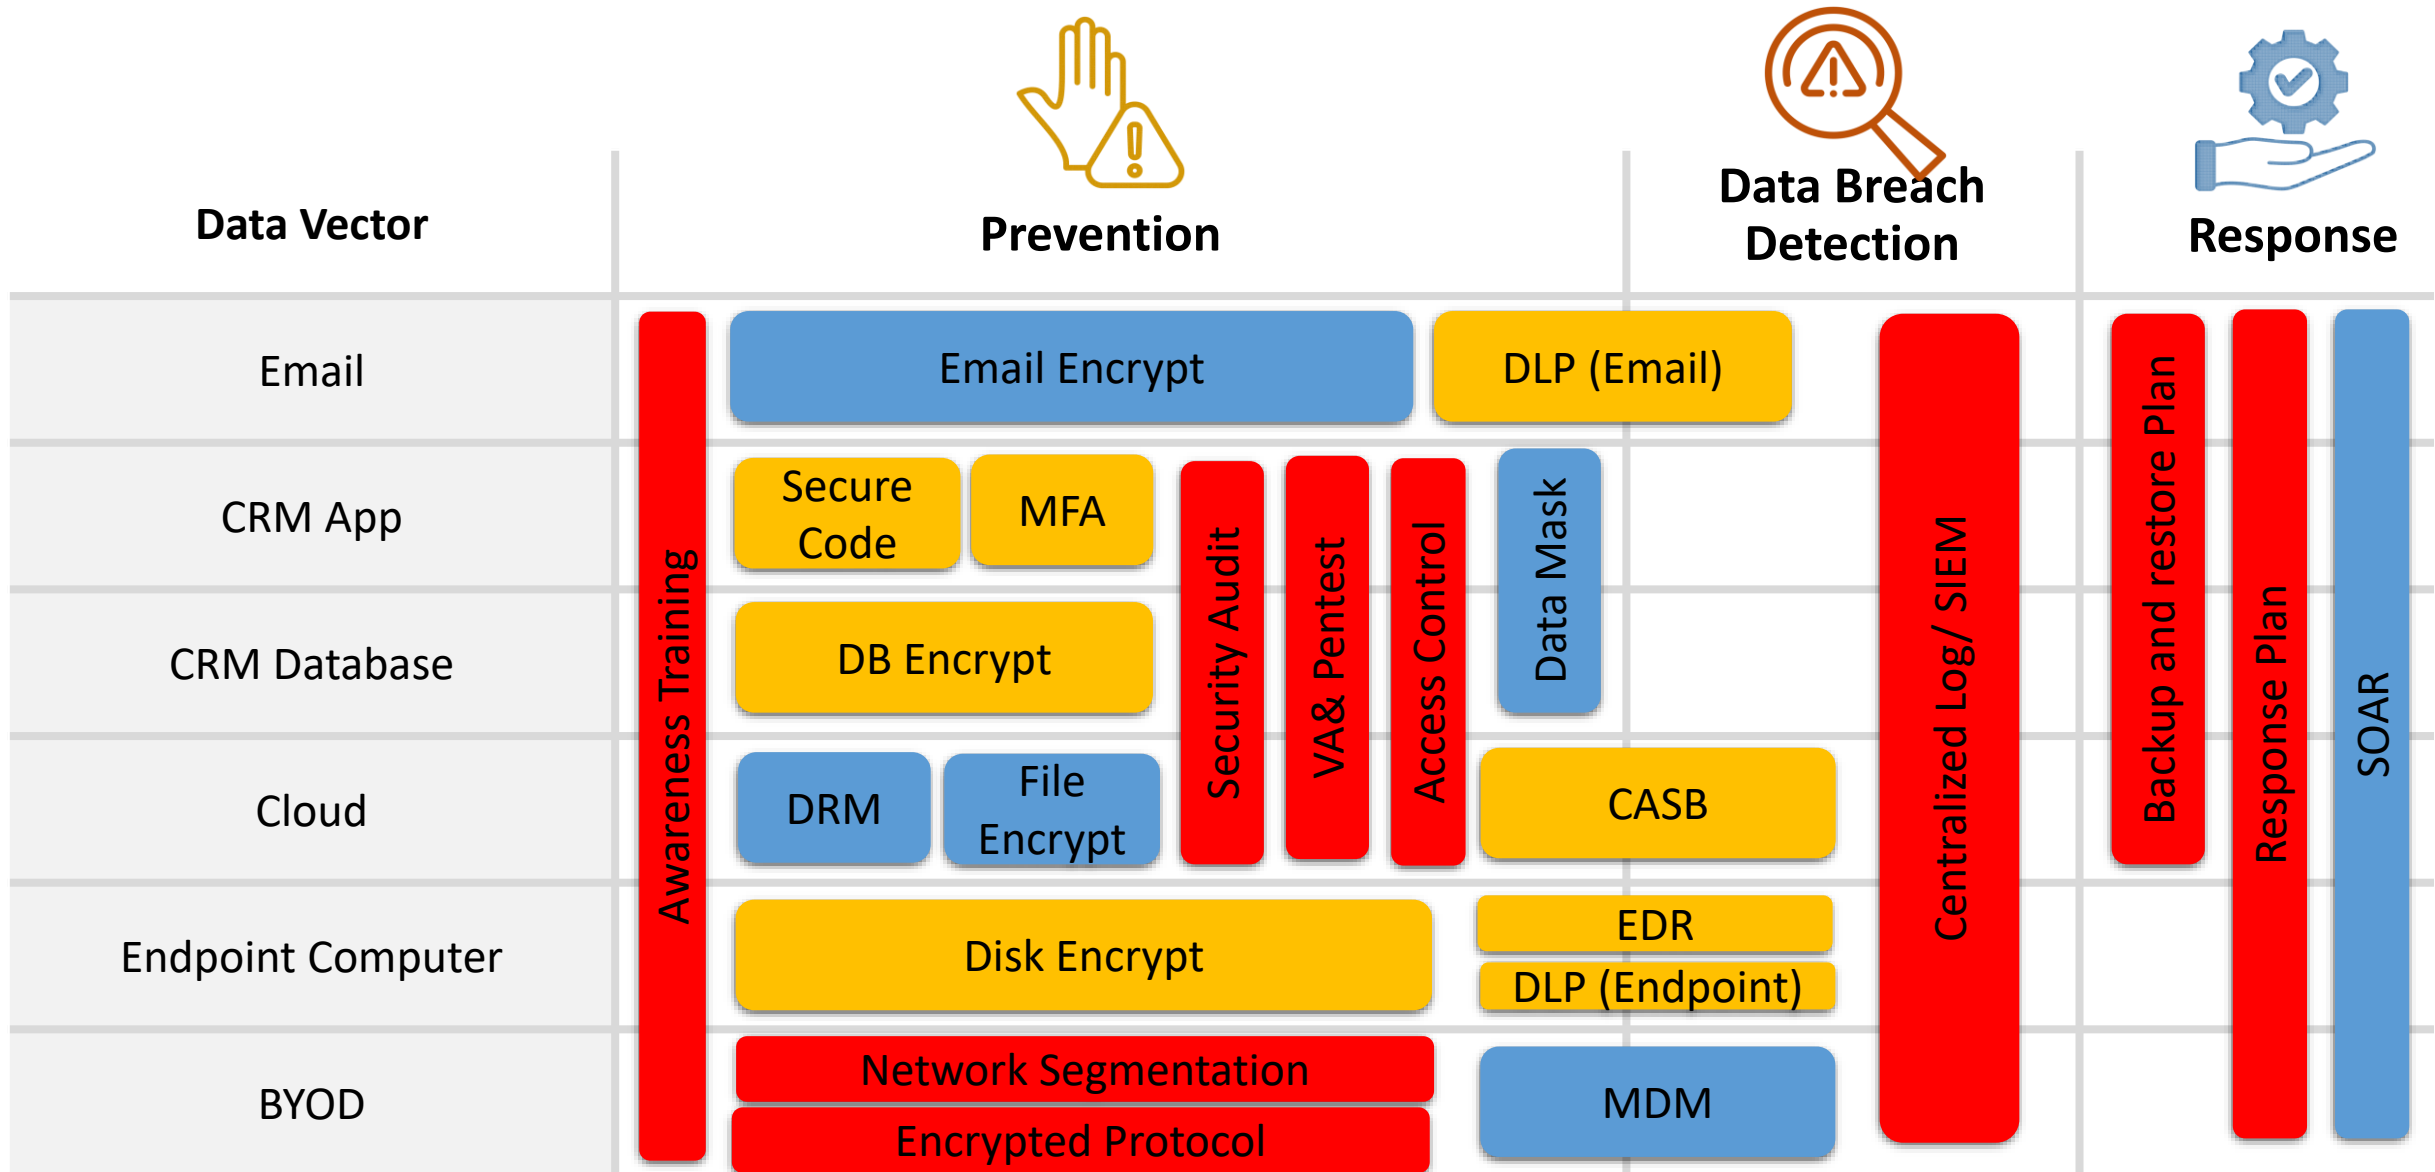 Data Vector
Prevention
Data Breach
Detection
Response
Email
Email Encrypt
DLP (Email)
CRM App
Secure
Code
MFA
CRM Database
DB Encrypt
Cloud
DRM
File
Encrypt
CASB
Endpoint Computer
Disk Encrypt
EDR
DLP (Endpoint)
BYOD
Network Segmentation
Encrypted Protocol
MDM
Awareness Training
Security Audit
VA& Pentest
Access Control
Data Mask
Centralized Log/ SIEM
Backup and restore Plan
Response Plan
SOAR